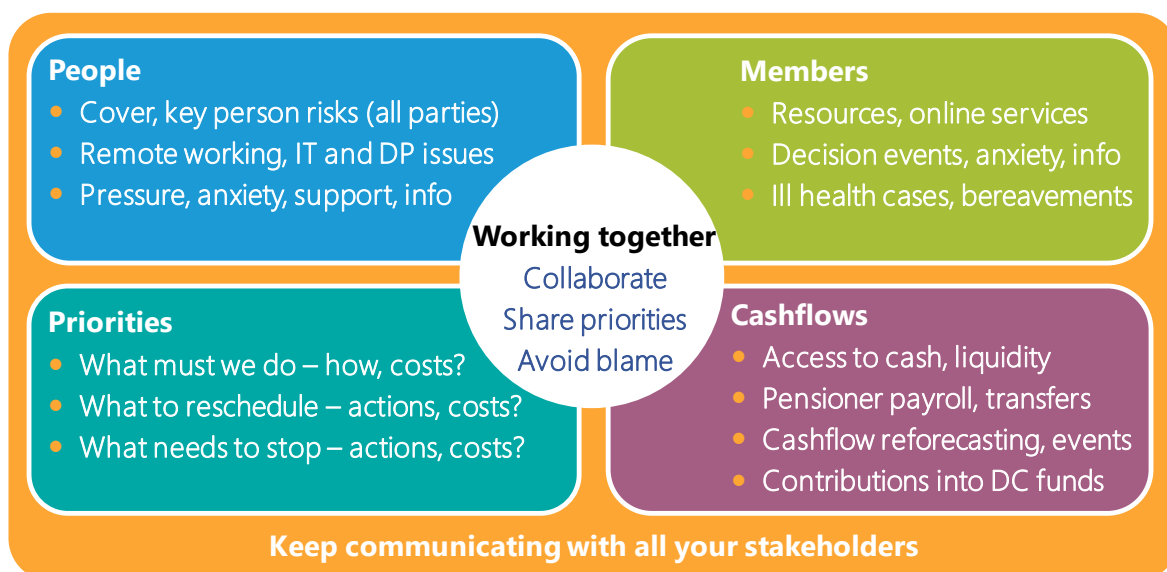 People
• Cover, key person risks (all parties)
• Remote working, IT and DP issues
• Pressure, anxiety, support, info
Members
• Resources, online services
• Decision events, anxiety, info
• Ill health cases, bereavements
Working together
Collaborate
Share priorities
Avoid blame
Priorities
• What must we do – how, costs?
• What to reschedule – actions, costs?
• What needs to stop – actions, costs?
Cashflows
• Access to cash, liquidity
• Pensioner payroll, transfers
• Cashflow reforecasting, events
• Contributions into DC funds
Keep communicating with all your stakeholders